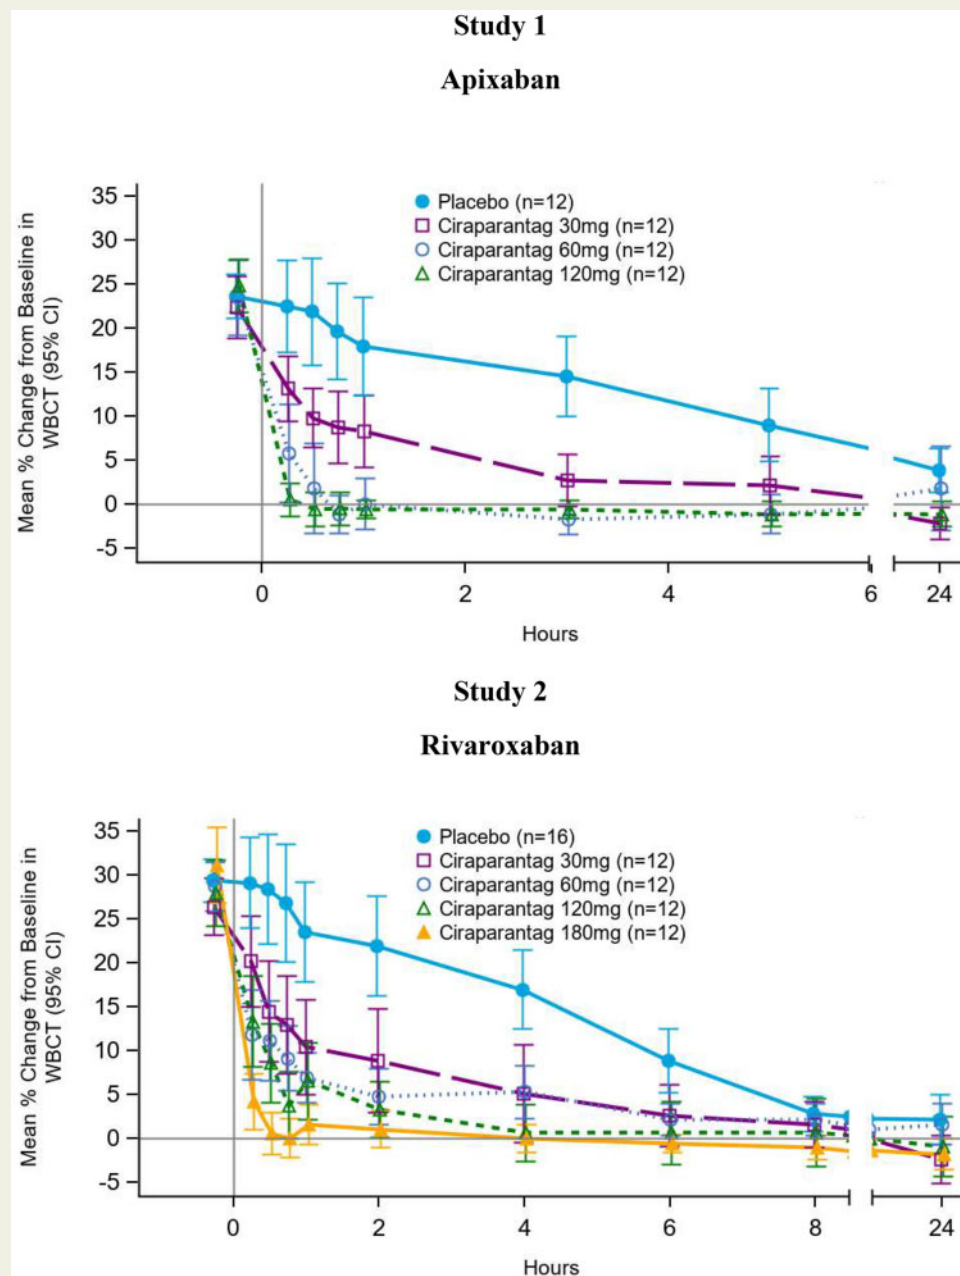 Study 1
Apixaban
Mean % Change from Baseline in
WBCT (95% CI)
35
30
25
20
15
10
5
0
-5
Placebo (n=12)
Ciraparantag 30mg (n=12)
Ciraparantag 60mg (n=12)
Ciraparantag 120mg (n=12)
0 2 4 6 24
Hours
Study 2
Rivaroxaban
Mean % Change from Baseline in
WBCT (95% CI)
35
30
25
20
15
10
5
0
-5
Placebo (n=16)
Ciraparantag 30mg (n=12)
Ciraparantag 60mg (n=12)
Ciraparantag 120mg (n=12)
Ciraparantag 180mg (n=12)
0 2 4 6 8 24
Hours